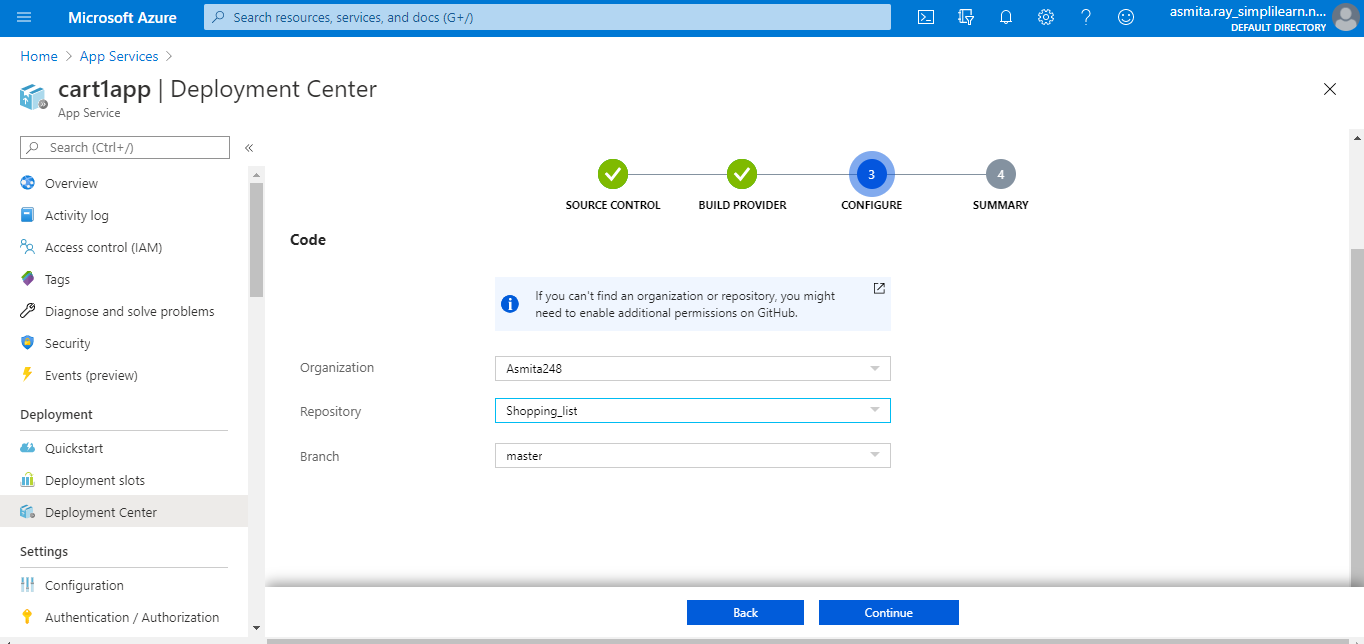 Microsoft Azure
Search resources, services, and docs (G+/)
asmita.ray_simplilearn.n...
DEFAULT DIRECTORY
Home > App Services >
cart1app | Deployment Center
App Service
Search (Ctrl+/)
«
Overview
Activity log
Access control (IAM)
Tags
Diagnose and solve problems
Security
Events (preview)
Deployment
Quickstart
Deployment slots
Deployment Center
Settings
Configuration
Authentication / Authorization
3
4
SOURCE CONTROL
BUILD PROVIDER
CONFIGURE
SUMMARY
Code
If you can't find an organization or repository, you might
need to enable additional permissions on GitHub.
Organization
Asmita248
Repository
Shopping_list
Branch
master
Back
Continue